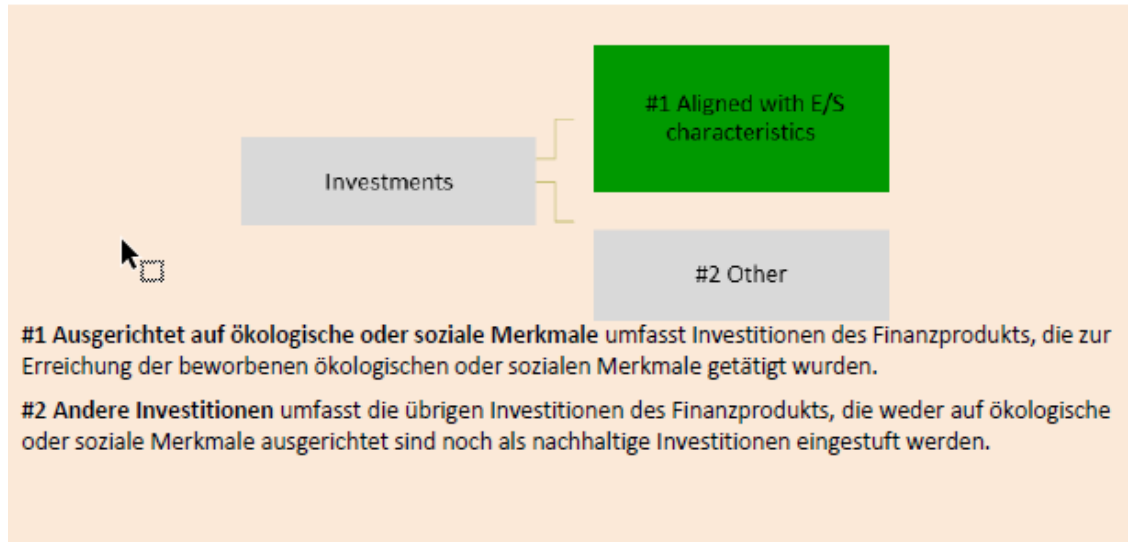 #1 Aligned with E/S
characteristics
Investments
#2 Other
#1 Ausgerichtet auf ökologische oder soziale Merkmale umfasst Investitionen des Finanzprodukts, die zur
Erreichung der beworbenen ökologischen oder sozialen Merkmale getätigt wurden.
#2 Andere Investitionen umfasst die übrigen Investitionen des Finanzprodukts, die weder auf ökologische
oder soziale Merkmale ausgerichtet sind noch als nachhaltige Investitionen eingestuft werden.